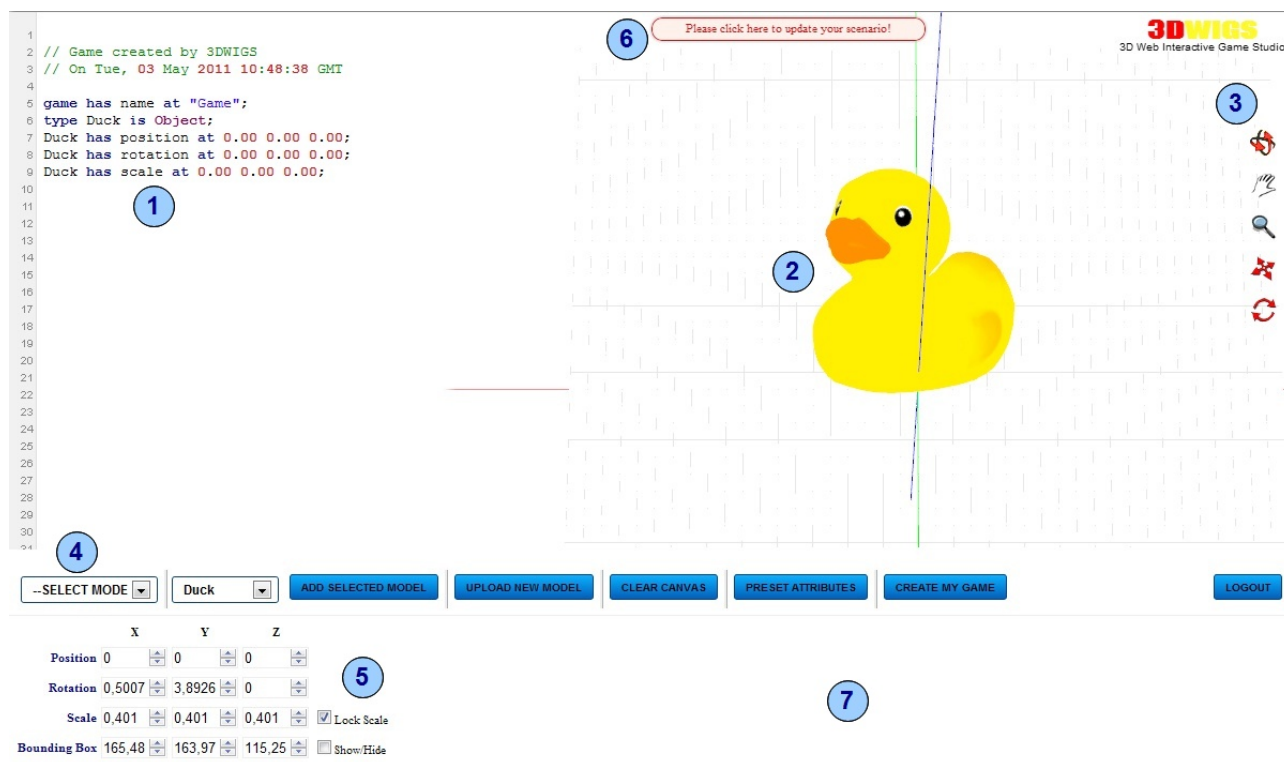 1
2 // Game created by 3DWIGS
3 // On Tue, 03 May 2011 10:48:38 GMT
4
5 game has name at "Game";
6 type Duck is Object;
7 Duck has position at 0.00 0.00 0.00;
8 Duck has rotation at 0.00 0.00 0.00;
9 Duck has scale at 0.00 0.00 0.00;
10
11
12
13
14
15
16
17
18
19
20
21
22
23
24
25
26
27
28
29
30
31
1
6
Please click here to update your scenario!
3DWIGS
3D Web Interactive Game Studio
3
2
4
--SELECT MODE
Duck
ADD SELECTED MODEL
UPLOAD NEW MODEL
CLEAR CANVAS
PRESET ATTRIBUTES
CREATE MY GAME
LOGOUT
X Y Z
Position 0 0 0
Rotation 0,5007 3,8926 0
5
Scale 0,401 0,401 0,401 Lock Scale
Bounding Box 165,48 163,97 115,25 Show/Hide
7